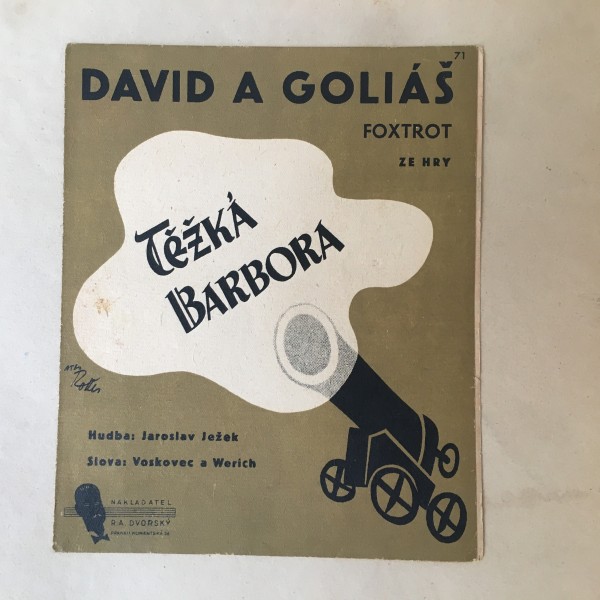 71
DAVID A GOLIÁŠ
FOXTROT
ZE HRY
TĚŽKÁ
BARBORA
Hudba: Jaroslav Ježek
Slova: Voskovec a Werich
NAKLADATEL
R.A. DVORSKÝ